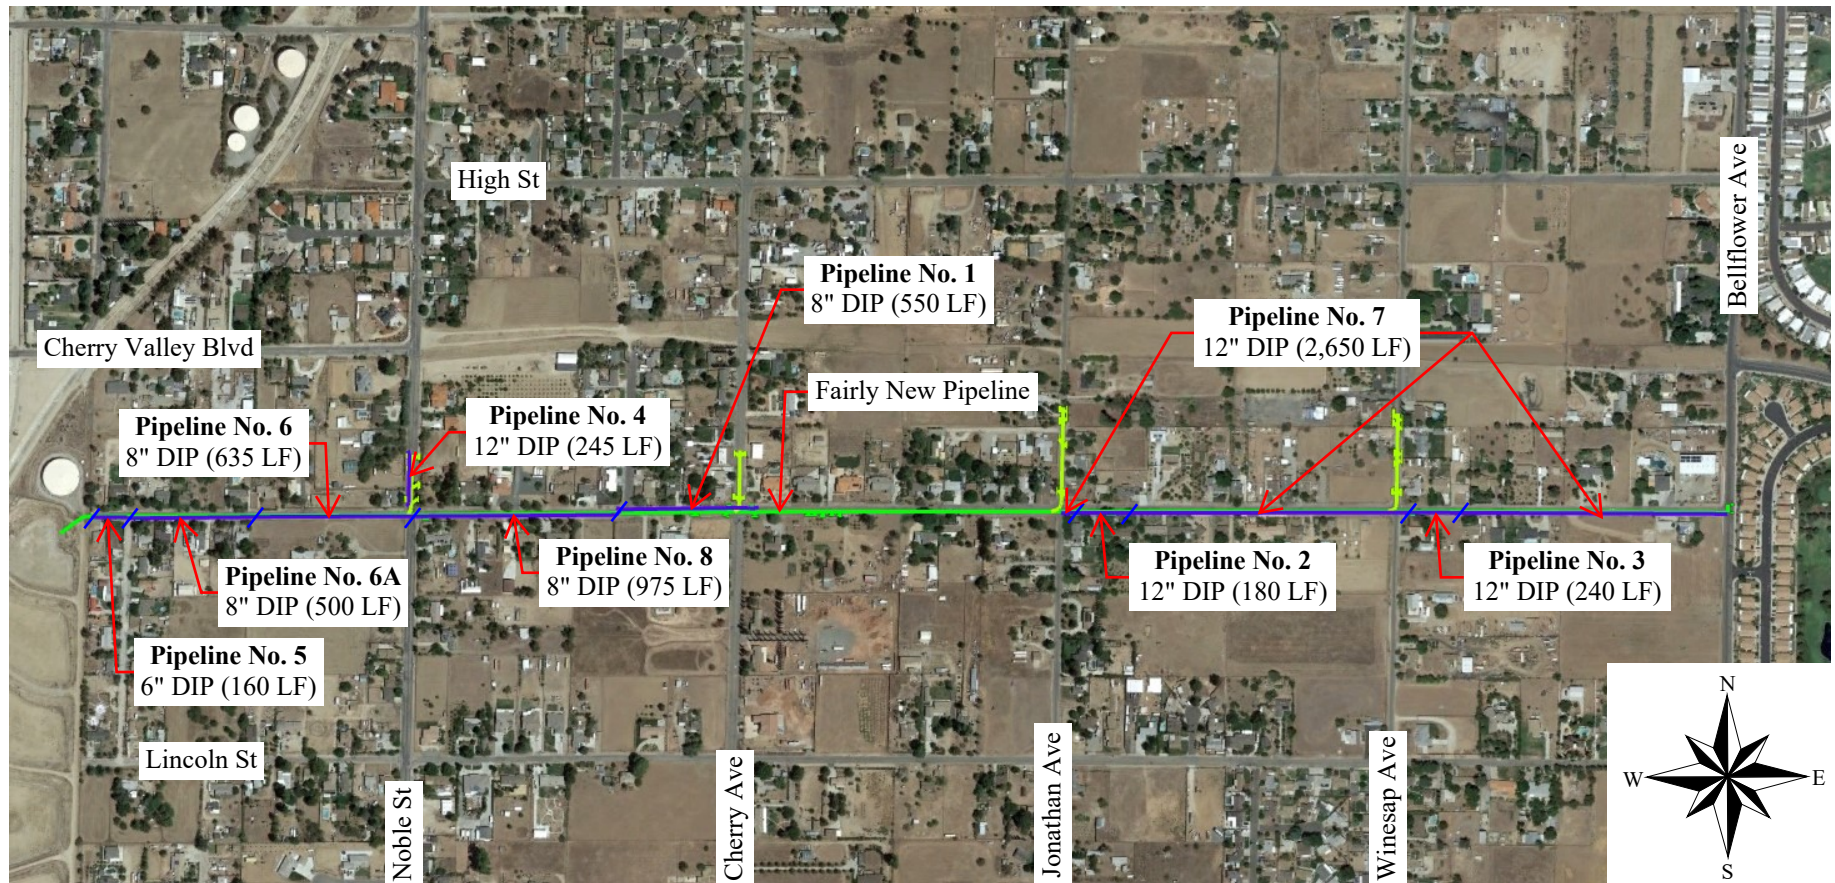 High St
Bellflower Ave
Pipeline No. 1
8" DIP (550 LF)
Pipeline No. 7
12" DIP (2,650 LF)
Cherry Valley Blvd
Fairly New Pipeline
Pipeline No. 4
12" DIP (245 LF)
Pipeline No. 6
8" DIP (635 LF)
Pipeline No. 8
8" DIP (975 LF)
Pipeline No. 2
12" DIP (180 LF)
Pipeline No. 3
12" DIP (240 LF)
Pipeline No. 6A
8" DIP (500 LF)
Pipeline No. 5
6" DIP (160 LF)
Lincoln St
Noble St
Cherry Ave
Jonathan Ave
Winesap Ave
N
W
E
S